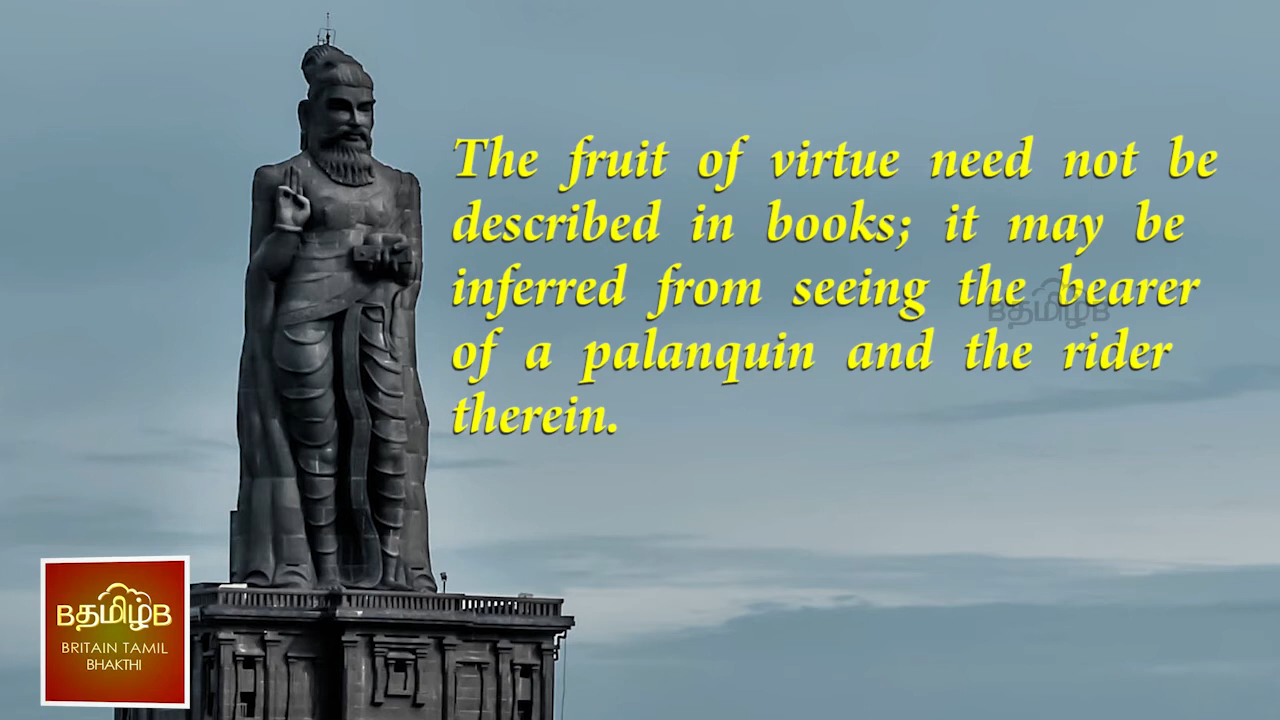 The fruit of virtue need not be
described in books; it may be
inferred from seeing the bearer
of a palanquin and the rider
therein.
Bதமிழ்B
Bதமிழ்B
BRITAIN TAMIL
BHAKTHI